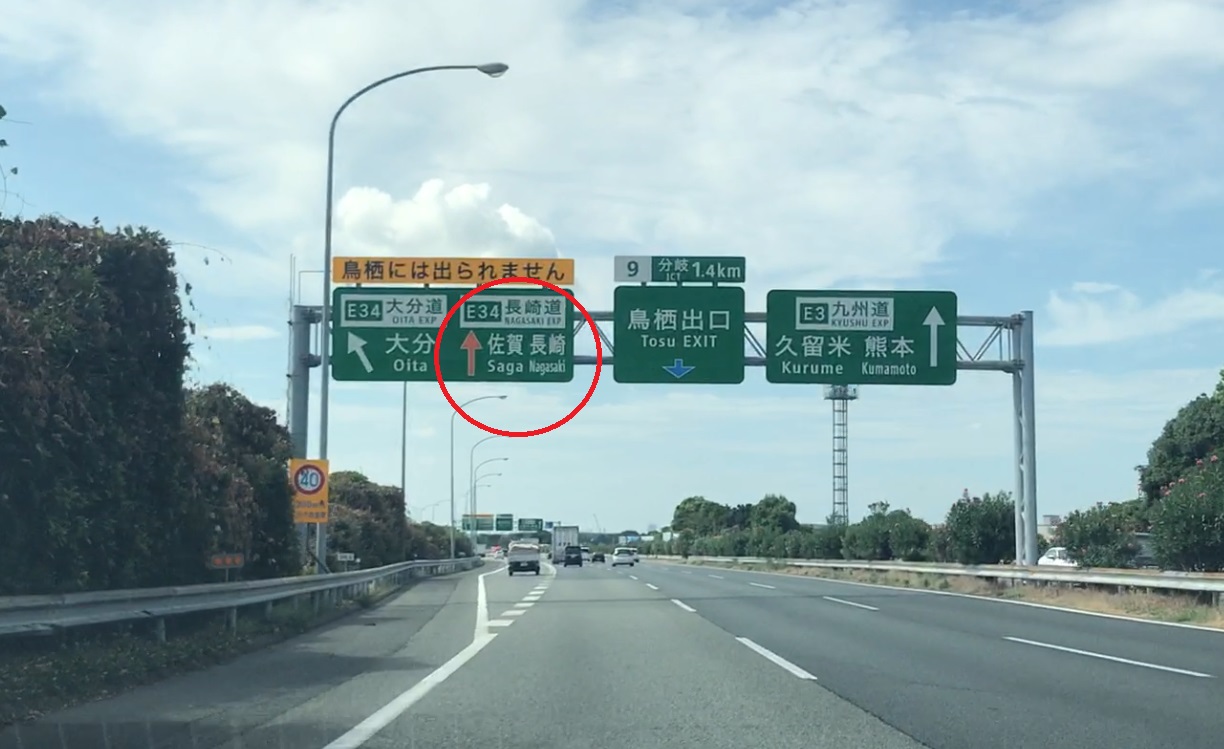 鳥栖には出られません
E34 大分道
OITA EXP
大分
Oita
E34 長崎道
NAGASAKI EXP
佐賀 長崎
Saga Nagasaki
9 分岐 1.4km
JCT
鳥栖出口
Tosu EXIT
E3 九州道
KYUSHU EXP
久留米 熊本
Kurume Kumamoto
40